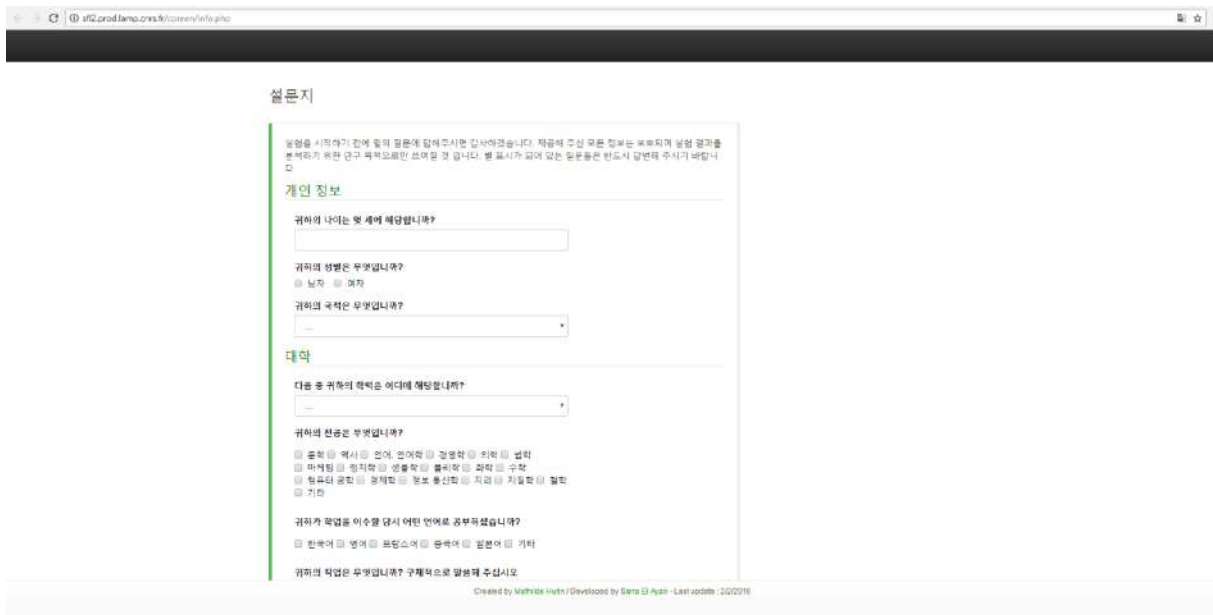 sfl2.prod.lamp.cnrs.fr/coreen/info.php
설문지
실험을 시작하기 전에 밑의 질문에 답해주시면 감사하겠습니다. 제공해 주신 모든 정보는 보호되며 실험 결과를
분석하기 위한 연구 목적으로만 쓰여질 것 입니다. 별 표시가 되어 있는 질문들은 반드시 답변해 주시기 바랍니
다
개인 정보
귀하의 나이는 몇 세에 해당합니까?
귀하의 성별은 무엇입니까?
남자 여자
귀하의 국적은 무엇입니까?
...
대학
다음 중 귀하의 학력은 어디에 해당합니까?
...
귀하의 전공은 무엇입니까?
문학 역사 언어, 언어학 경영학 의학 법학
마케팅 정치학 생물학 물리학 화학 수학
컴퓨터 공학 경제학 정보 통신학 지리 지질학 철학
기타
귀하가 학업을 이수할 당시 어떤 언어로 공부하셨습니까?
한국어 영어 프랑스어 중국어 일본어 기타
귀하의 직업은 무엇입니까? 구체적으로 말씀해 주십시오
Created by Mathilde Hutin / Developed by Sarra El Ayari - Last update : 2/2/2016